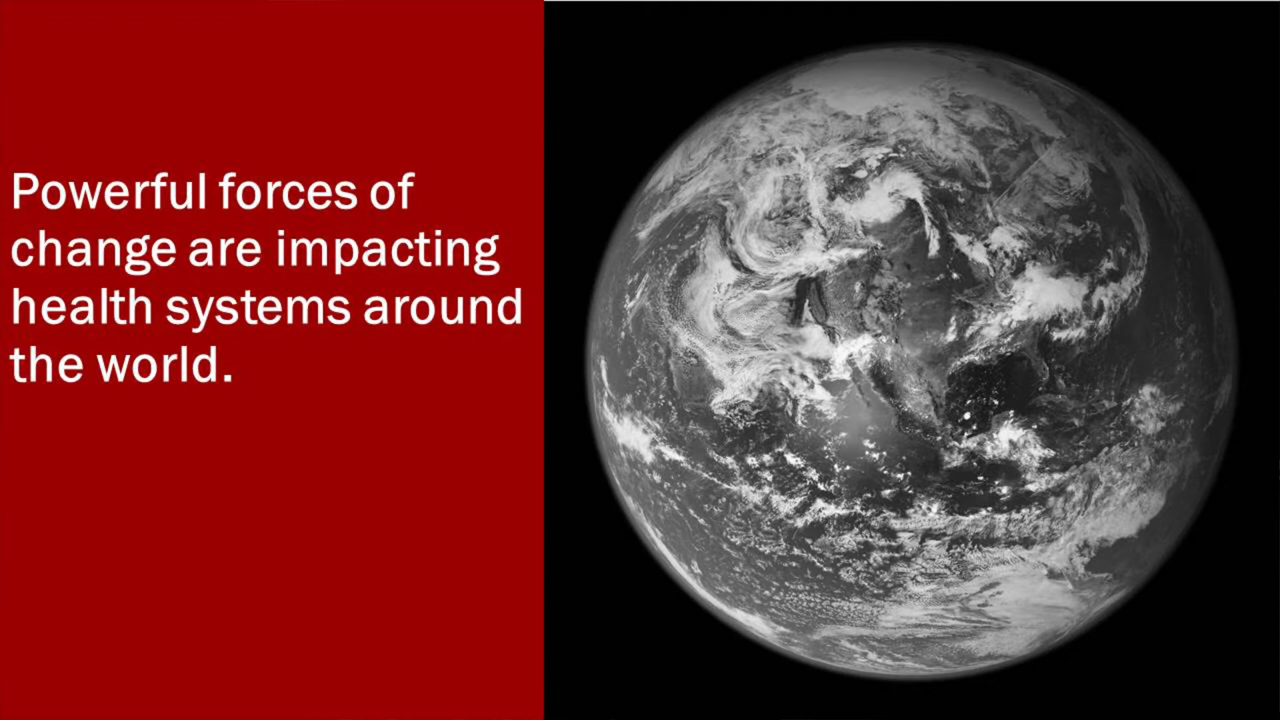 Powerful forces of
change are impacting
health systems around
the world.